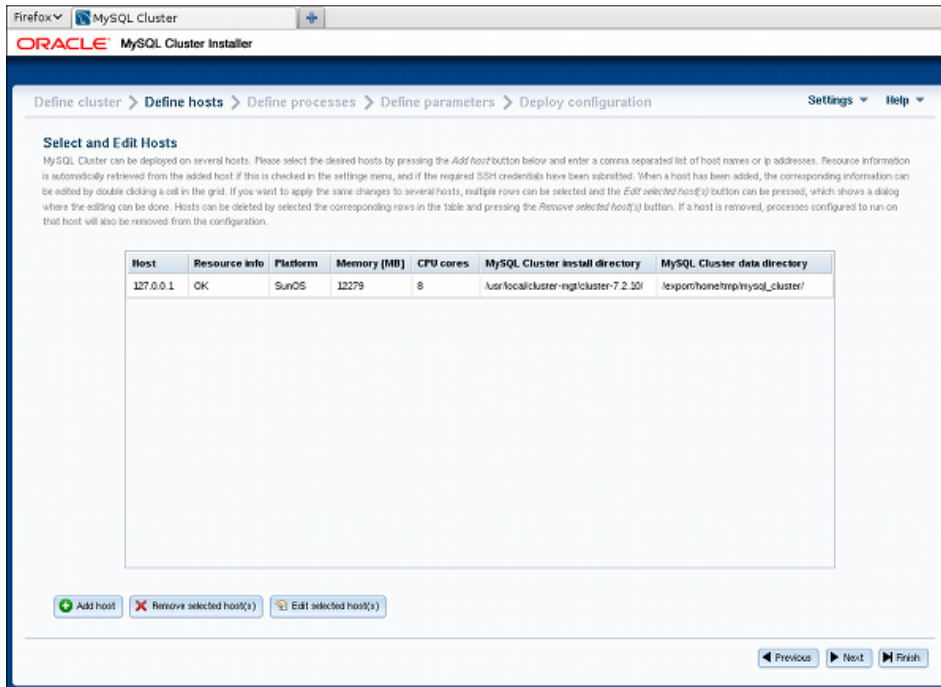 Firefox MySQL Cluster
ORACLE MySQL Cluster Installer
Define cluster Define hosts Define processes Define parameters Deploy configuration Settings Help
Select and Edit Hosts
MySQL Cluster can be deployed on several hosts. Please select the desired hosts by pressing the Add host button below and enter a comma separated list of host names or ip addresses. Resource information
is automatically retrieved from the added host if this is checked in the settings menu, and if the required SSH credentials have been submitted. When a host has been added, the corresponding information can
be edited by double clicking a cell in the grid. If you want to apply the same changes to several hosts, multiple rows can be selected and the Edit selected host(s) button can be pressed, which shows a dialog
where the editing can be done. Hosts can be deleted by selected the corresponding rows in the table and pressing the Remove selected host(s) button. If a host is removed, processes configured to run on
that host will also be removed from the configuration.
Host Resource info Platform Memory [MB] CPU cores MySQL Cluster install directory MySQL Cluster data directory
127.0.0.1 OK SunOS 12279 8 /usr/local/cluster-mgt/cluster-7.2.10/ /export/home/tmp/mysql_cluster/
Add host Remove selected host(s) Edit selected host(s)
Previous Next Finish